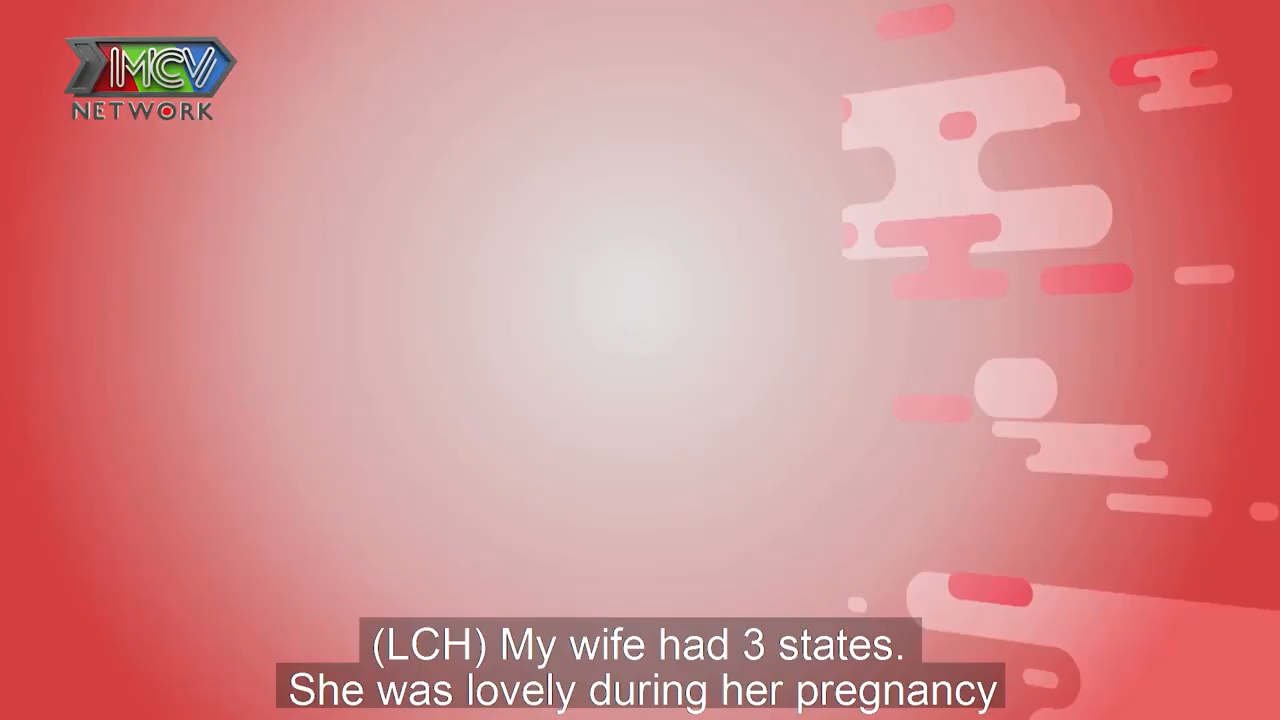 MCV
NETWORK
(LCH) My wife had 3 states.
She was lovely during her pregnancy